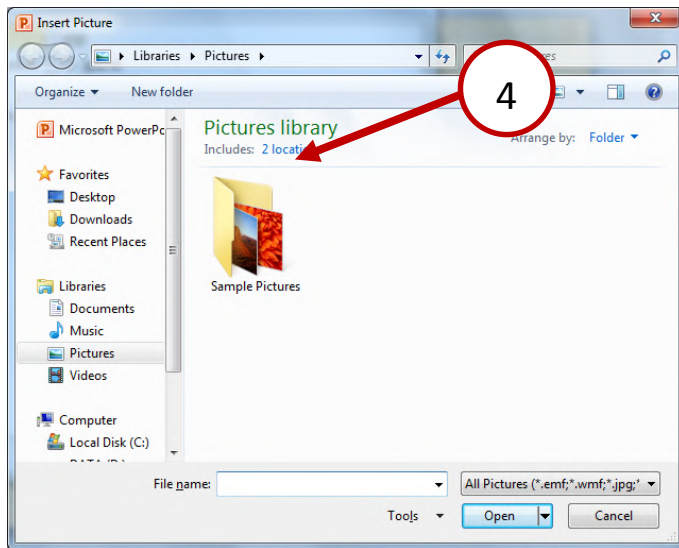 Insert Picture
Libraries Pictures
Organize New folder
4
Microsoft PowerPo
Pictures library
Includes: 2 locati
Arrange by: Folder
Favorites
Desktop
Downloads
Recent Places
Sample Pictures
Libraries
Documents
Music
Pictures
Videos
Computer
Local Disk (C:)
File name:
All Pictures (*.emf;*.wmf;*.jpg;*
Tools Open Cancel